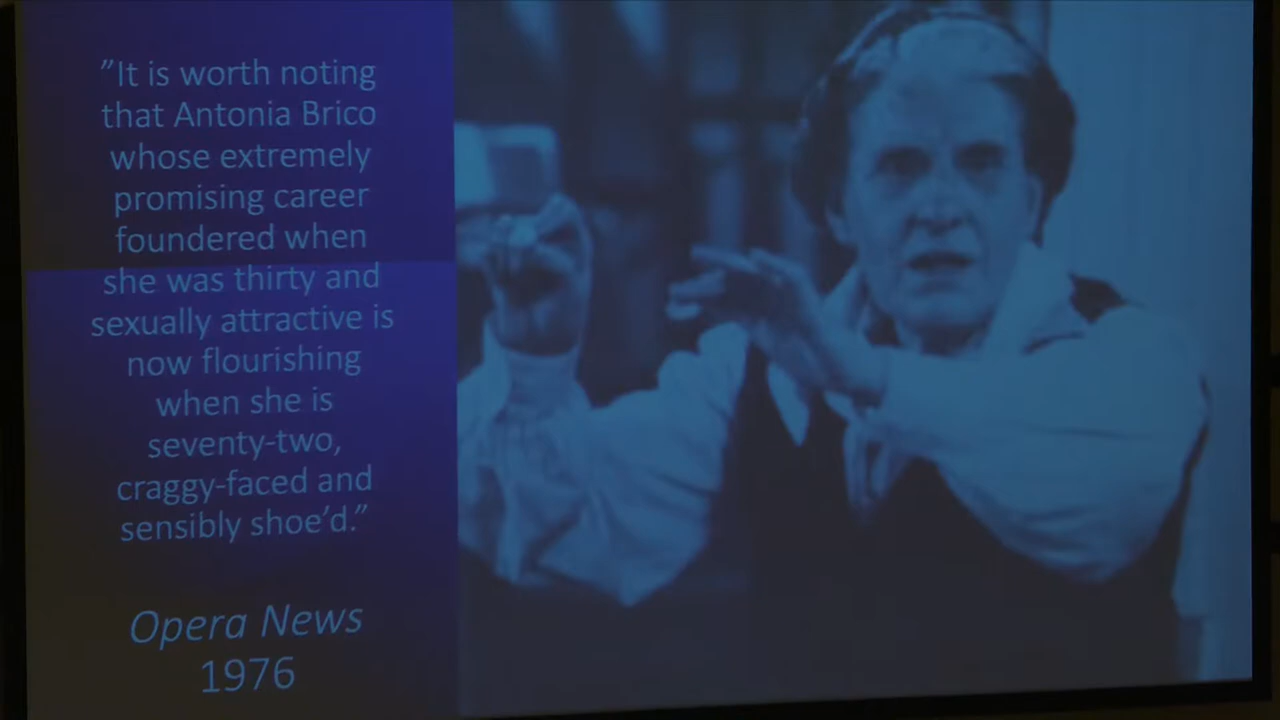 ”It is worth noting
that Antonia Brico
whose extremely
promising career
foundered when
she was thirty and
sexually attractive is
now flourishing
when she is
seventy-two,
craggy-faced and
sensibly shoe’d.”
Opera News
1976